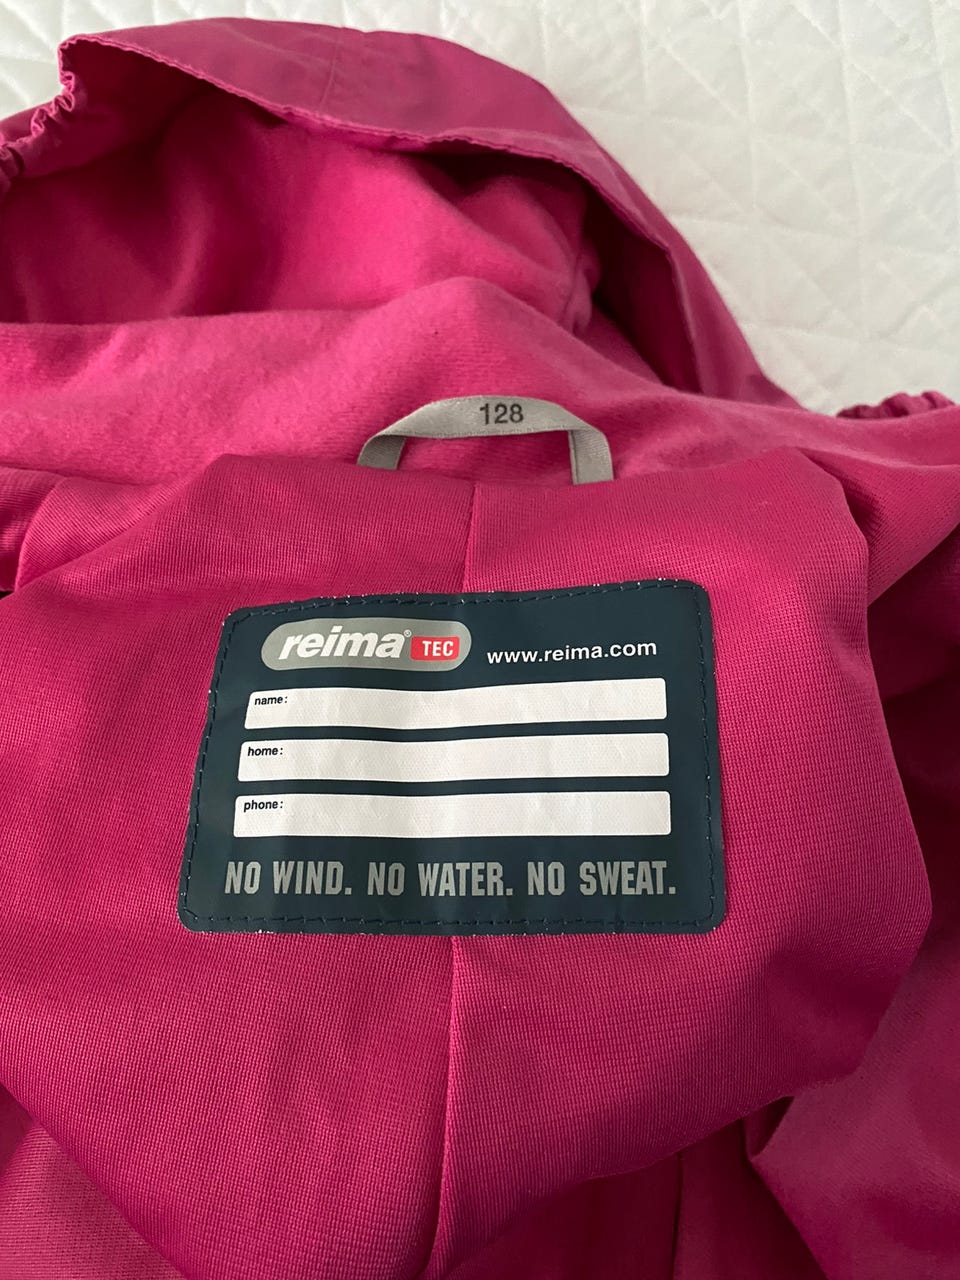 128
reima® TEC
www.reima.com
name:
home:
phone:
NO WIND. NO WATER. NO SWEAT.